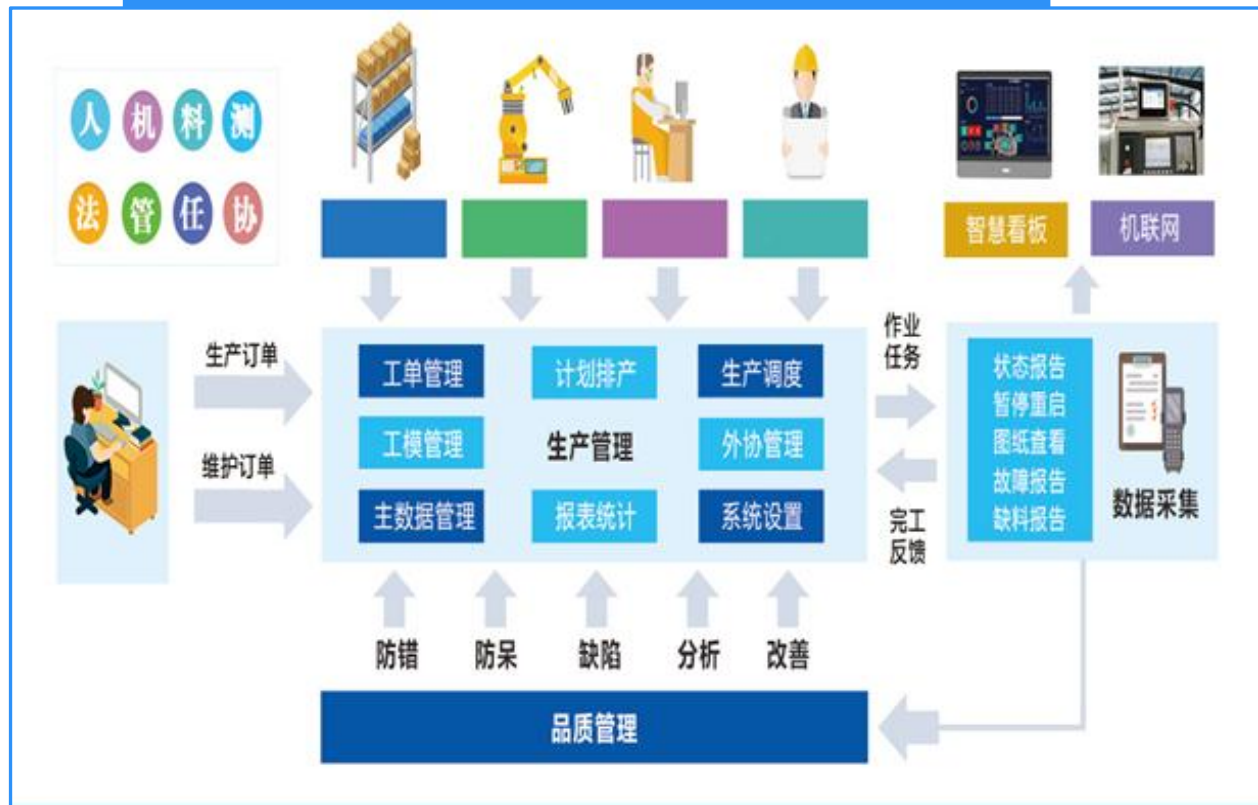 人 机 料 测
法 管 任 协
智慧看板
机联网
生产订单
维护订单
工单管理
计划排产
生产调度
工模管理
生产管理
外协管理
主数据管理
报表统计
系统设置
作业
任务
完工
反馈
状态报告
暂停重启
图纸查看
故障报告
缺料报告
数据采集
防错
防呆
缺陷
分析
改善
品质管理